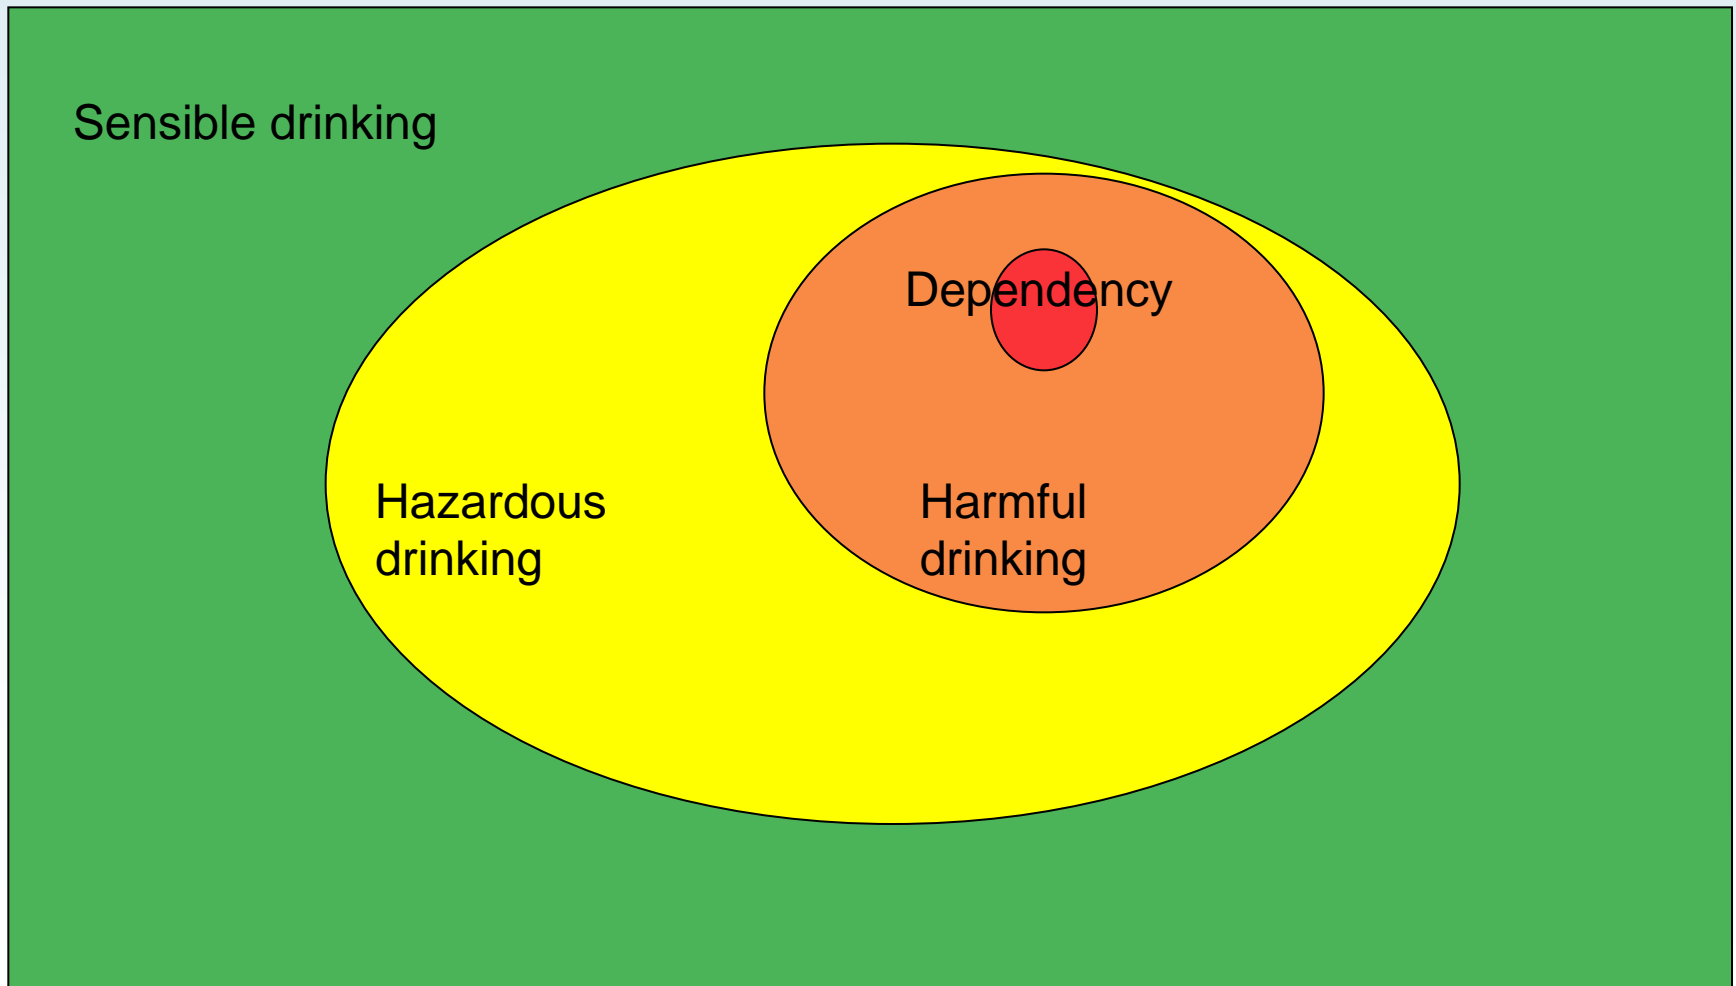 Sensible drinking
Dependency
Hazardous
drinking
Harmful
drinking